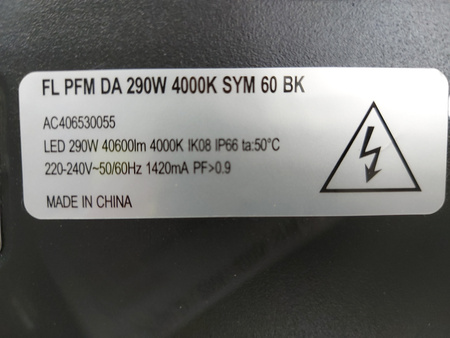 FL PFM DA 290W 4000K SYM 60 BK
AC406530055
LED 290W 40600lm 4000K IK08 IP66 ta:50°C
220-240V~50/60Hz 1420mA PF>0.9
MADE IN CHINA